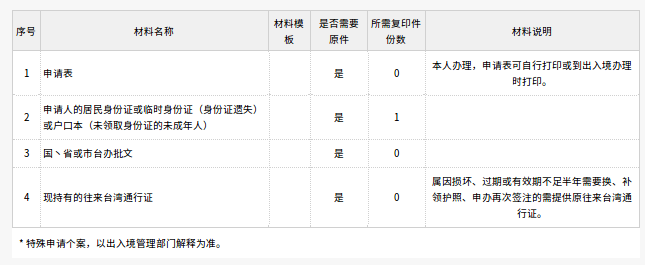 序号 材料名称 材料模板 是否需要原件 所需复印件份数 材料说明
1 申请表 是 0 本人办理，申请表可自行打印或到出入境办理时打印。
2 申请人的居民身份证或临时身份证（身份证遗失）
或户口本（未领取身份证的未成年人） 是 1
3 国丶省或市台办批文 是 0
4 现持有的往来台湾通行证 是 0 属因损坏、过期或有效期不足半年需要换、补
领护照、申办再次签注的需提供原往来台湾通
行证。
* 特殊申请个案，以出入境管理部门解释为准。